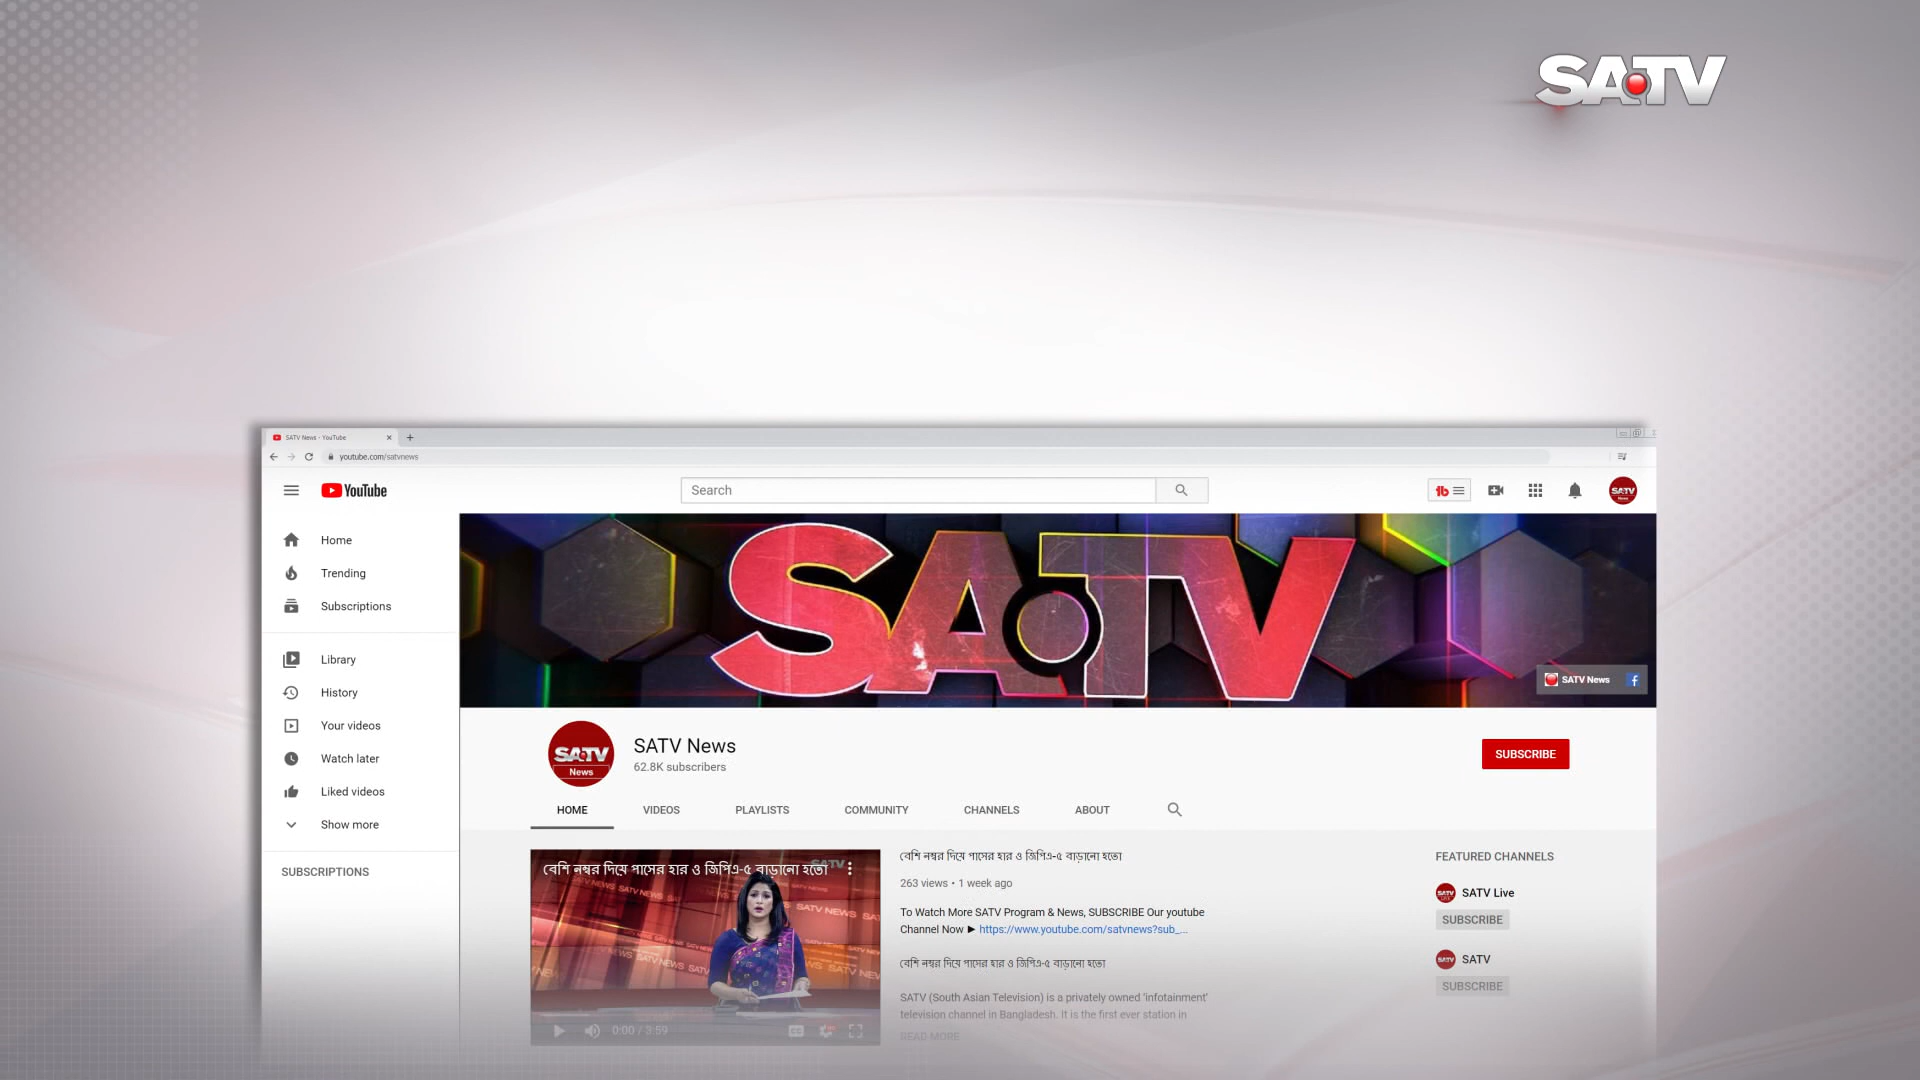 SATV
SATV News - YouTube
youtube.com/satvnews
YouTube
Search
Home
Trending
Subscriptions
Library
History
Your videos
Watch later
Liked videos
Show more
SUBSCRIPTIONS
SATV
SATV News
SATV
News
SATV News
62.8K subscribers
SUBSCRIBE
HOME
VIDEOS
PLAYLISTS
COMMUNITY
CHANNELS
ABOUT
বেশি নম্বর দিয়ে পাসের হার ও জিপিএ-৫ বাড়ানো হতো
SATV NEWS
0:00 / 3:59
বেশি নম্বর দিয়ে পাসের হার ও জিপিএ-৫ বাড়ানো হতো
263 views • 1 week ago
To Watch More SATV Program & News, SUBSCRIBE Our youtube
Channel Now ► https://www.youtube.com/satvnews?sub_...
বেশি নম্বর দিয়ে পাসের হার ও জিপিএ-৫ বাড়ানো হতো
SATV (South Asian Television) is a privately owned 'infotainment'
television channel in Bangladesh. It is the first ever station in
READ MORE
FEATURED CHANNELS
SATV Live
SUBSCRIBE
SATV
SUBSCRIBE